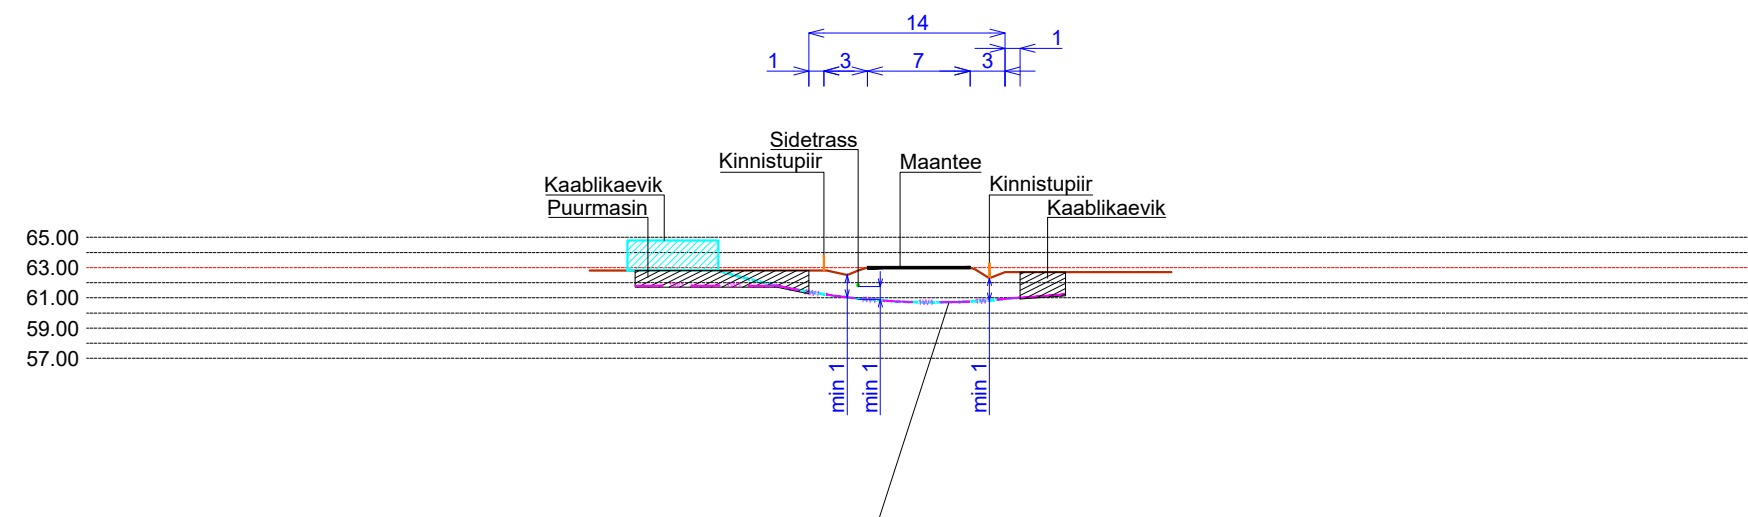 14
1
1
3
7
3
Sidetrass
Kinnistupiir
Maantee
Kaablikaevik
Kinnistupiir
Puurmasin
Kaablikaevik
65.00
63.00
61.00
59.00
57.00
min 1
min 1
min 1